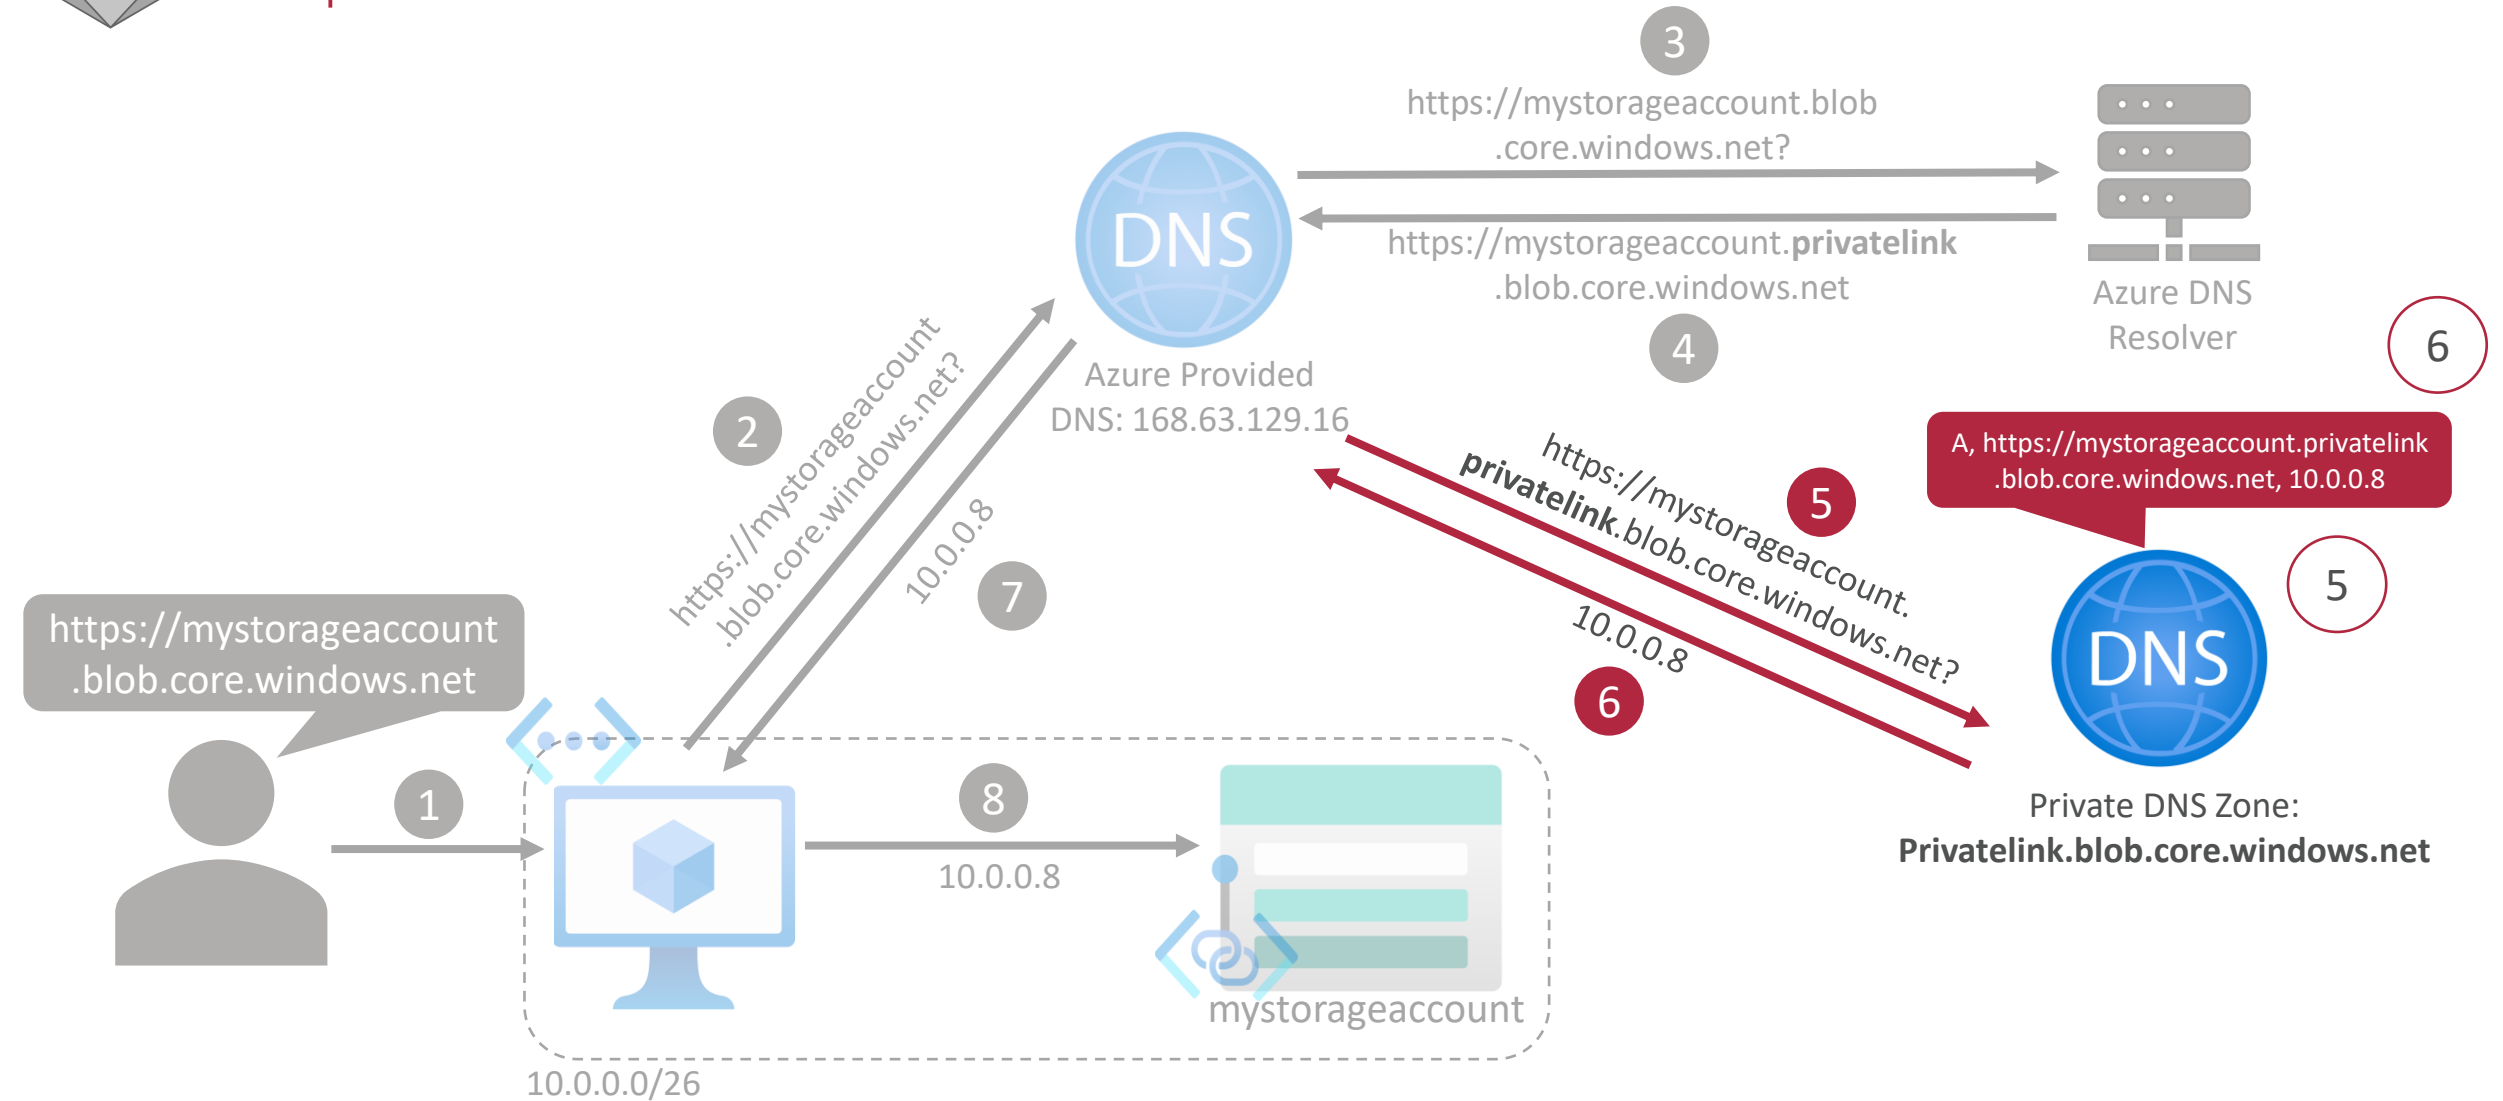 3
https://mystorageaccount.blob
.core.windows.net?
DNS
https://mystorageaccount.privatelink
.blob.core.windows.net
4
Azure DNS
Resolver
6
Azure Provided
DNS: 168.63.129.16
2
https://mystorageaccount
.blob.core.windows.net?
10.0.0.8
7
https://mystorageaccount.
privatelink.blob.core.windows.net?
5
10.0.0.8
6
A, https://mystorageaccount.privatelink
.blob.core.windows.net, 10.0.0.8
5
DNS
Private DNS Zone:
Privatelink.blob.core.windows.net
https://mystorageaccount
.blob.core.windows.net
1
8
10.0.0.8
mystorageaccount
10.0.0.0/26